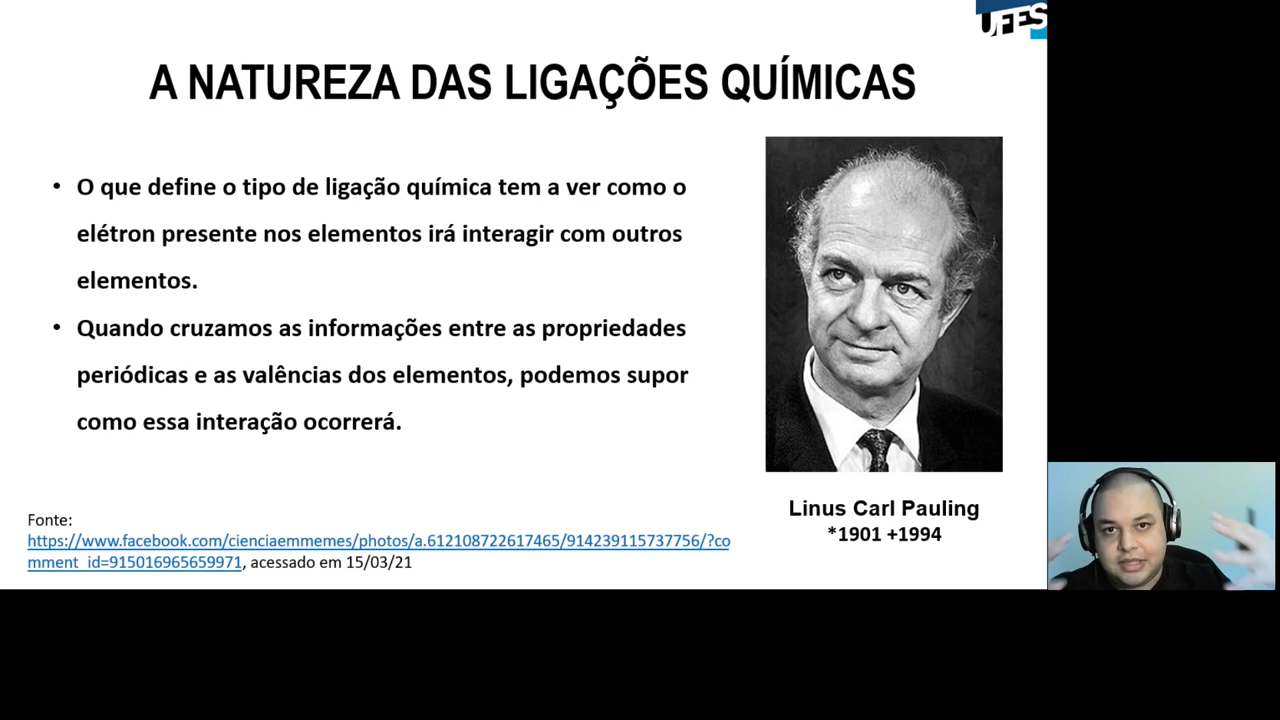 UFES
A NATUREZA DAS LIGAÇÕES QUÍMICAS
• O que define o tipo de ligação química tem a ver como o
elétron presente nos elementos irá interagir com outros
elementos.
• Quando cruzamos as informações entre as propriedades
periódicas e as valências dos elementos, podemos supor
como essa interação ocorrerá.
Linus Carl Pauling
*1901 +1994
Fonte:
https://www.facebook.com/cienciaemmemes/photos/a.612108722617465/914239115737756/?co
mment_id=915016965659971, acessado em 15/03/21